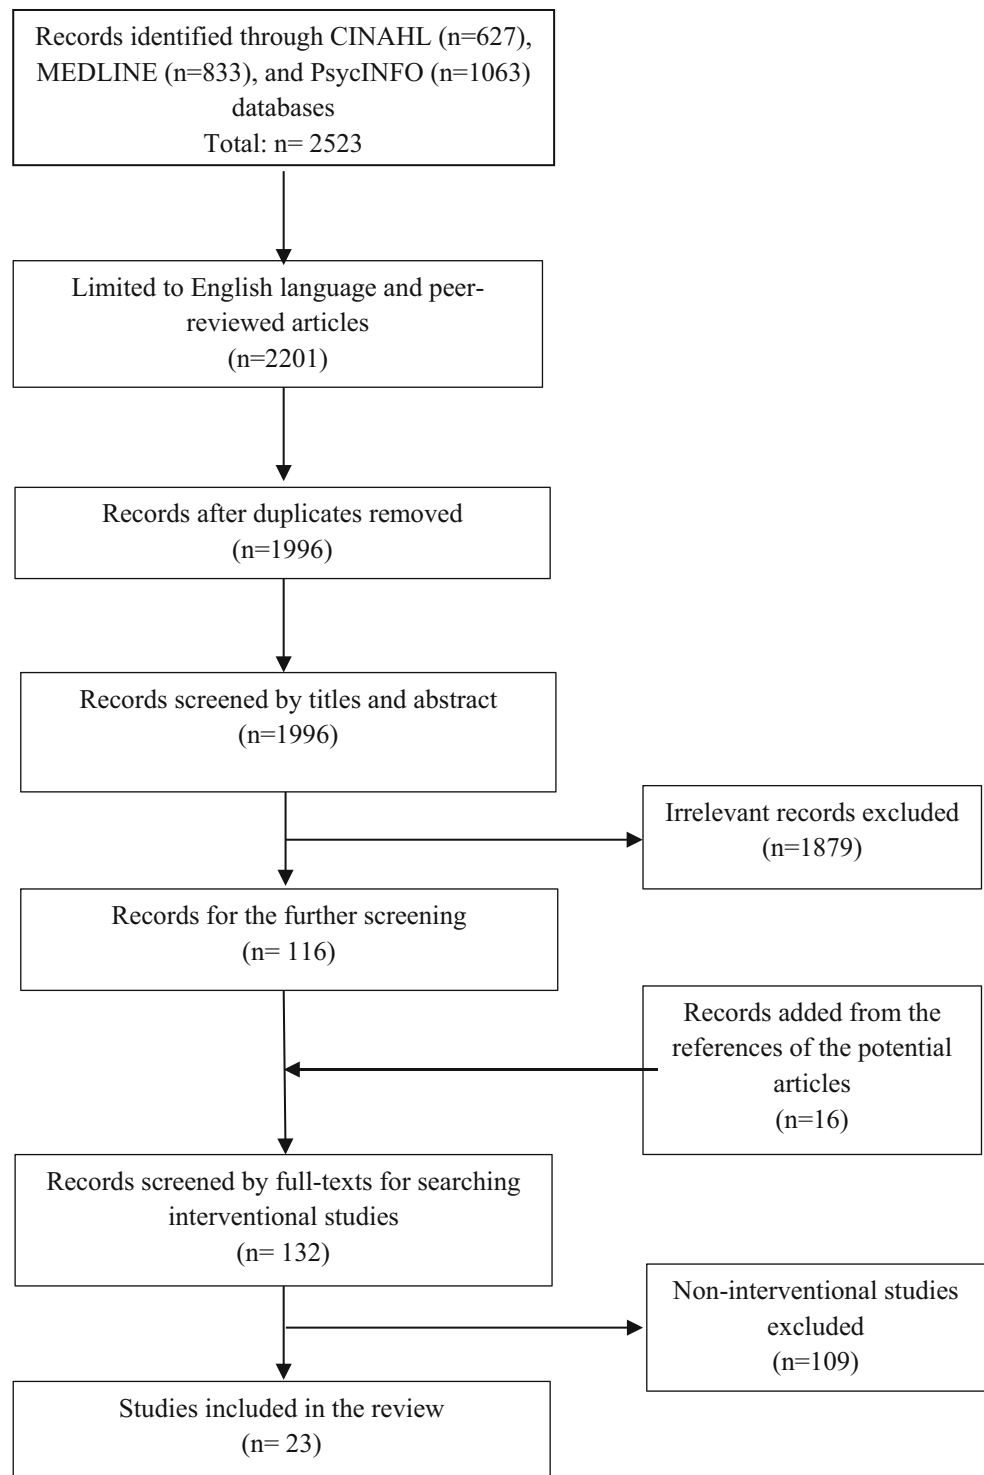 Records identified through CINAHL (n=627),
MEDLINE (n=833), and PsycINFO (n=1063)
databases
Total: n= 2523
Limited to English language and peer-
reviewed articles
(n=2201)
Records after duplicates removed
(n=1996)
Records screened by titles and abstract
(n=1996)
Irrelevant records excluded
(n=1879)
Records for the further screening
(n= 116)
Records added from the
references of the potential
articles
(n=16)
Records screened by full-texts for searching
interventional studies
(n= 132)
Non-interventional studies
excluded
(n=109)
Studies included in the review
(n= 23)